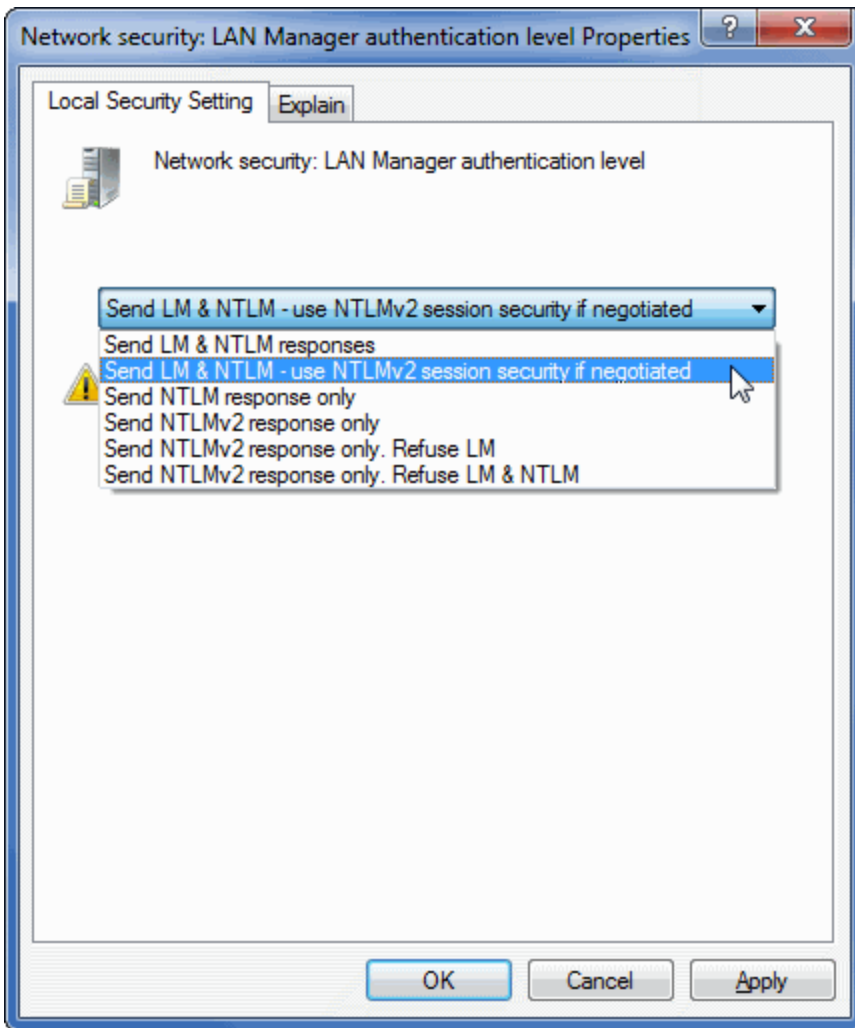 Network security: LAN Manager authentication level Properties
Local Security Setting
Explain
Network security: LAN Manager authentication level
Send LM & NTLM - use NTLMv2 session security if negotiated
Send LM & NTLM responses
Send LM & NTLM - use NTLMv2 session security if negotiated
Send NTLM response only
Send NTLMv2 response only
Send NTLMv2 response only. Refuse LM
Send NTLMv2 response only. Refuse LM & NTLM
OK
Cancel
Apply